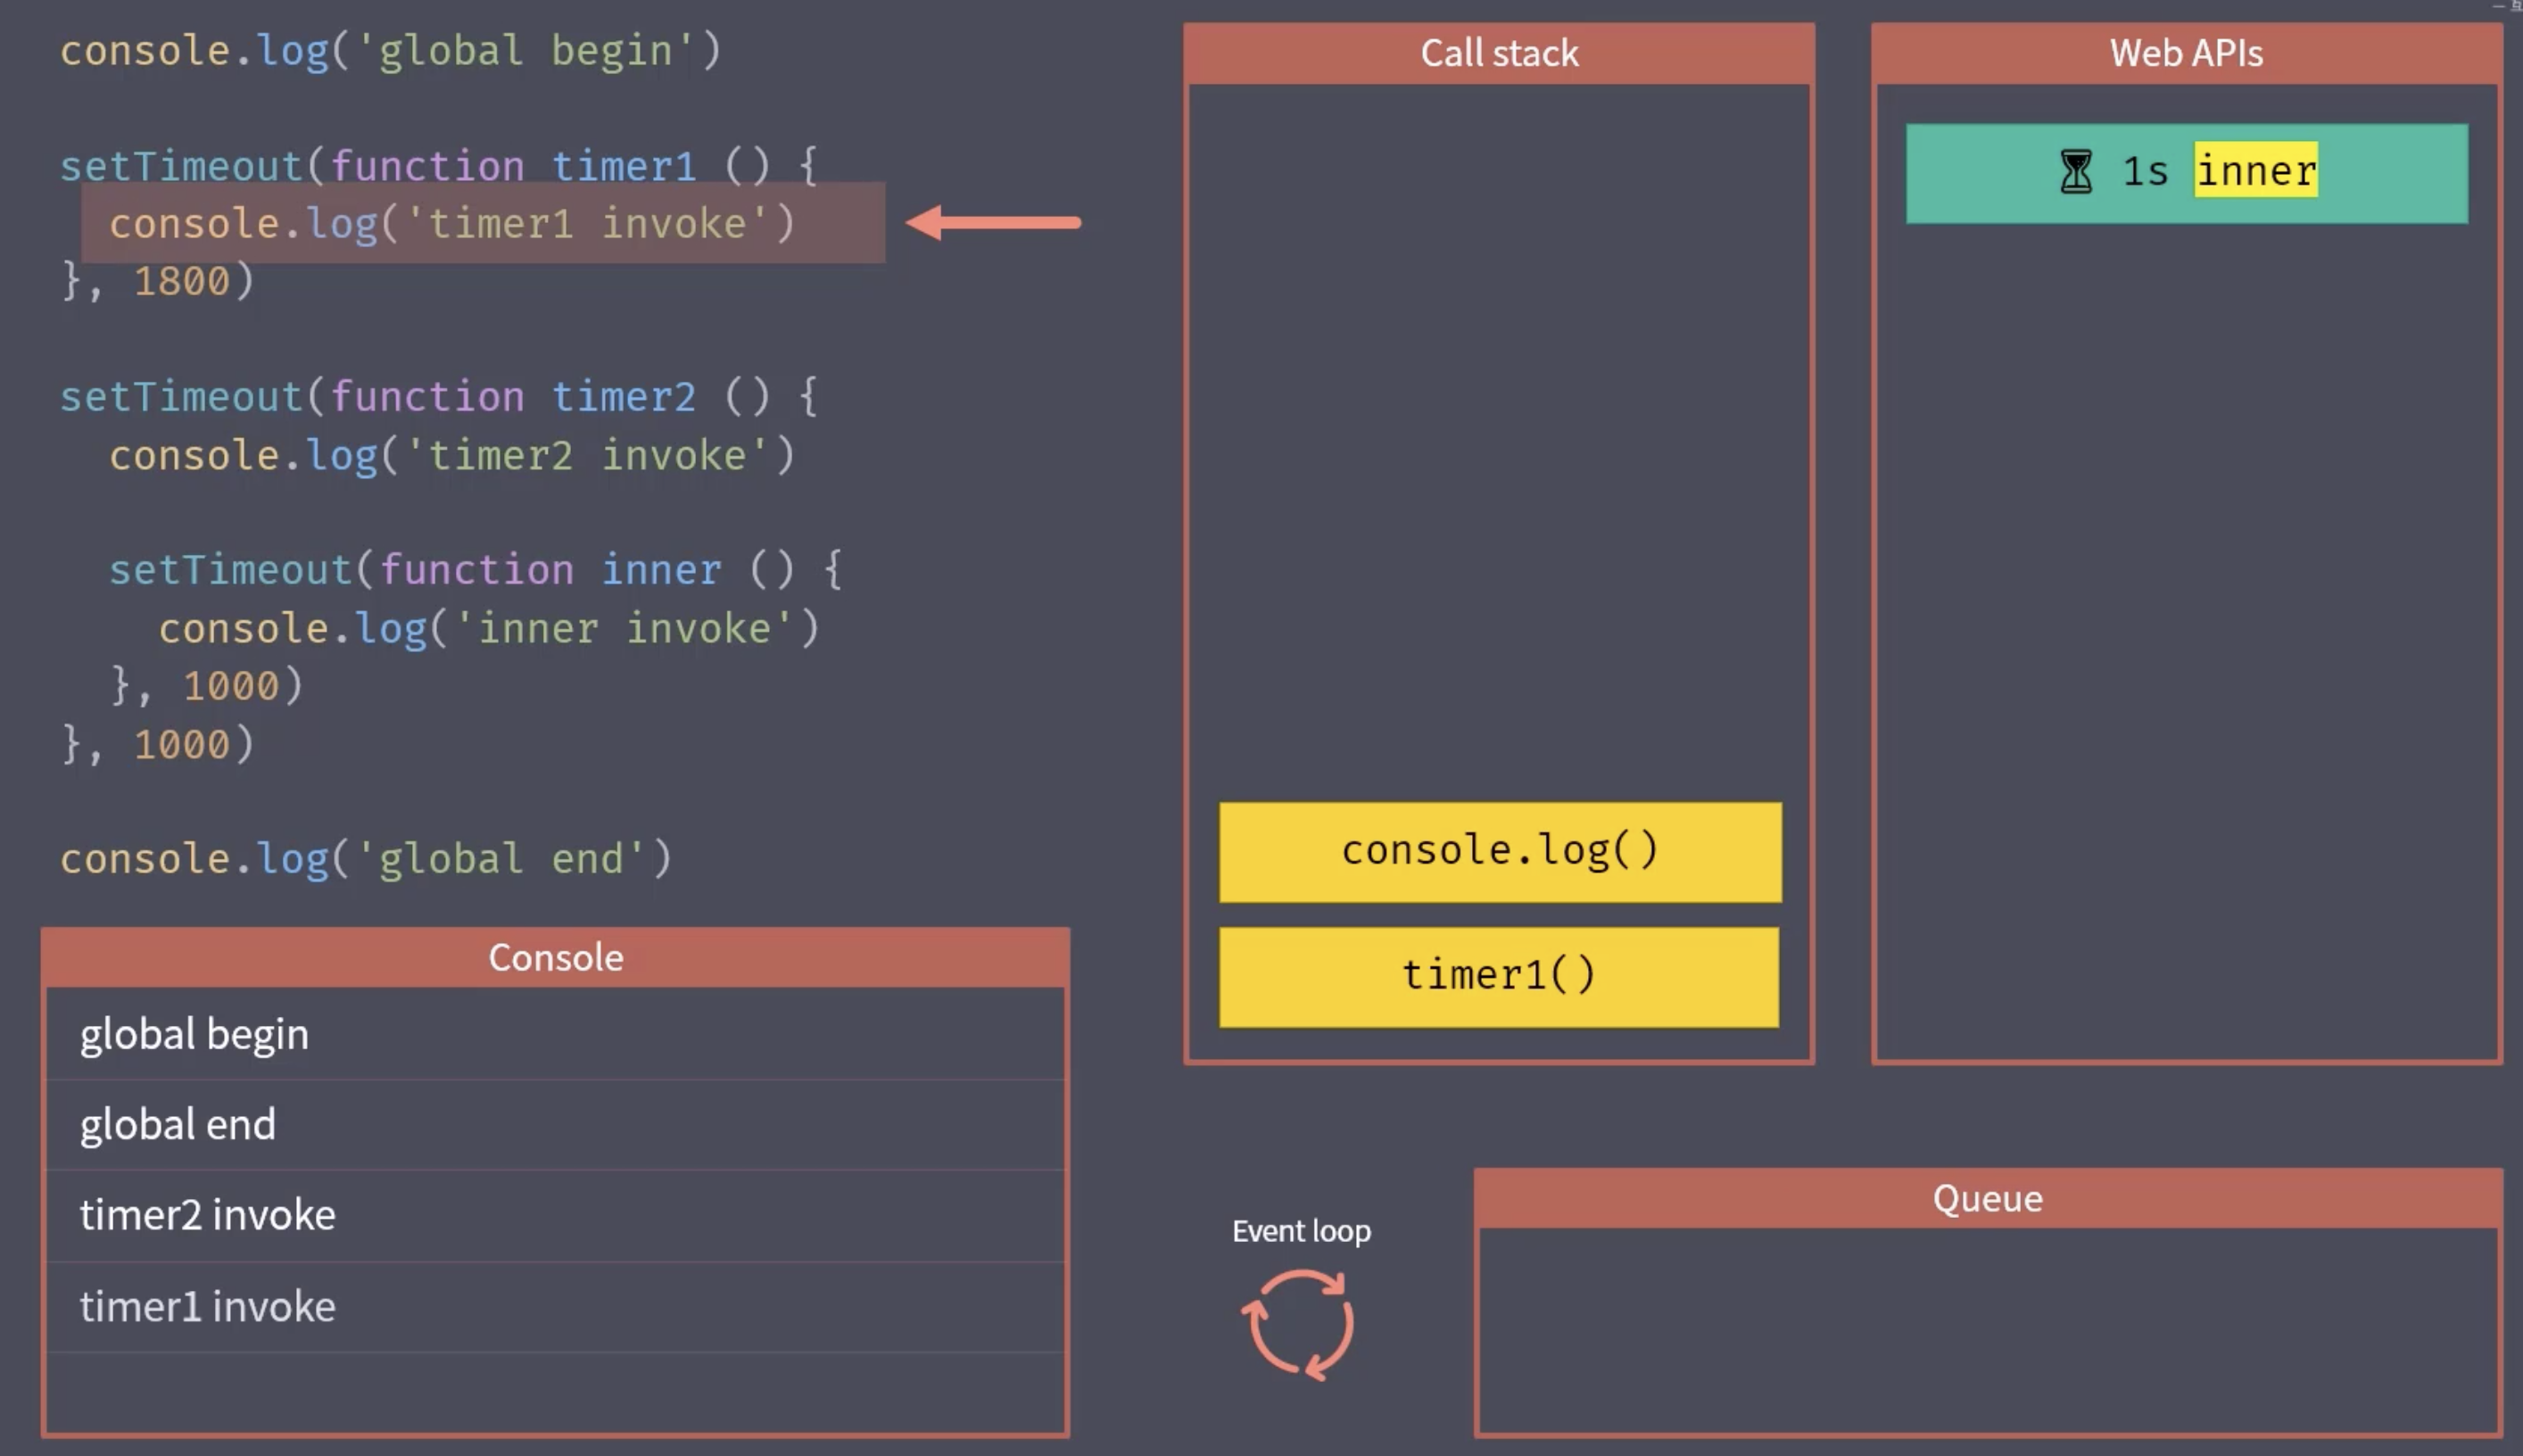 console.log('global begin')
setTimeout(function timer1 () {
  console.log('timer1 invoke')
}, 1800)
setTimeout(function timer2 () {
  console.log('timer2 invoke')
  setTimeout(function inner () {
    console.log('inner invoke')
  }, 1000)
}, 1000)
console.log('global end')
Console
global begin
global end
timer2 invoke
timer1 invoke
Call stack
console.log()
timer1()
Web APIs
1s inner
Event loop
Queue